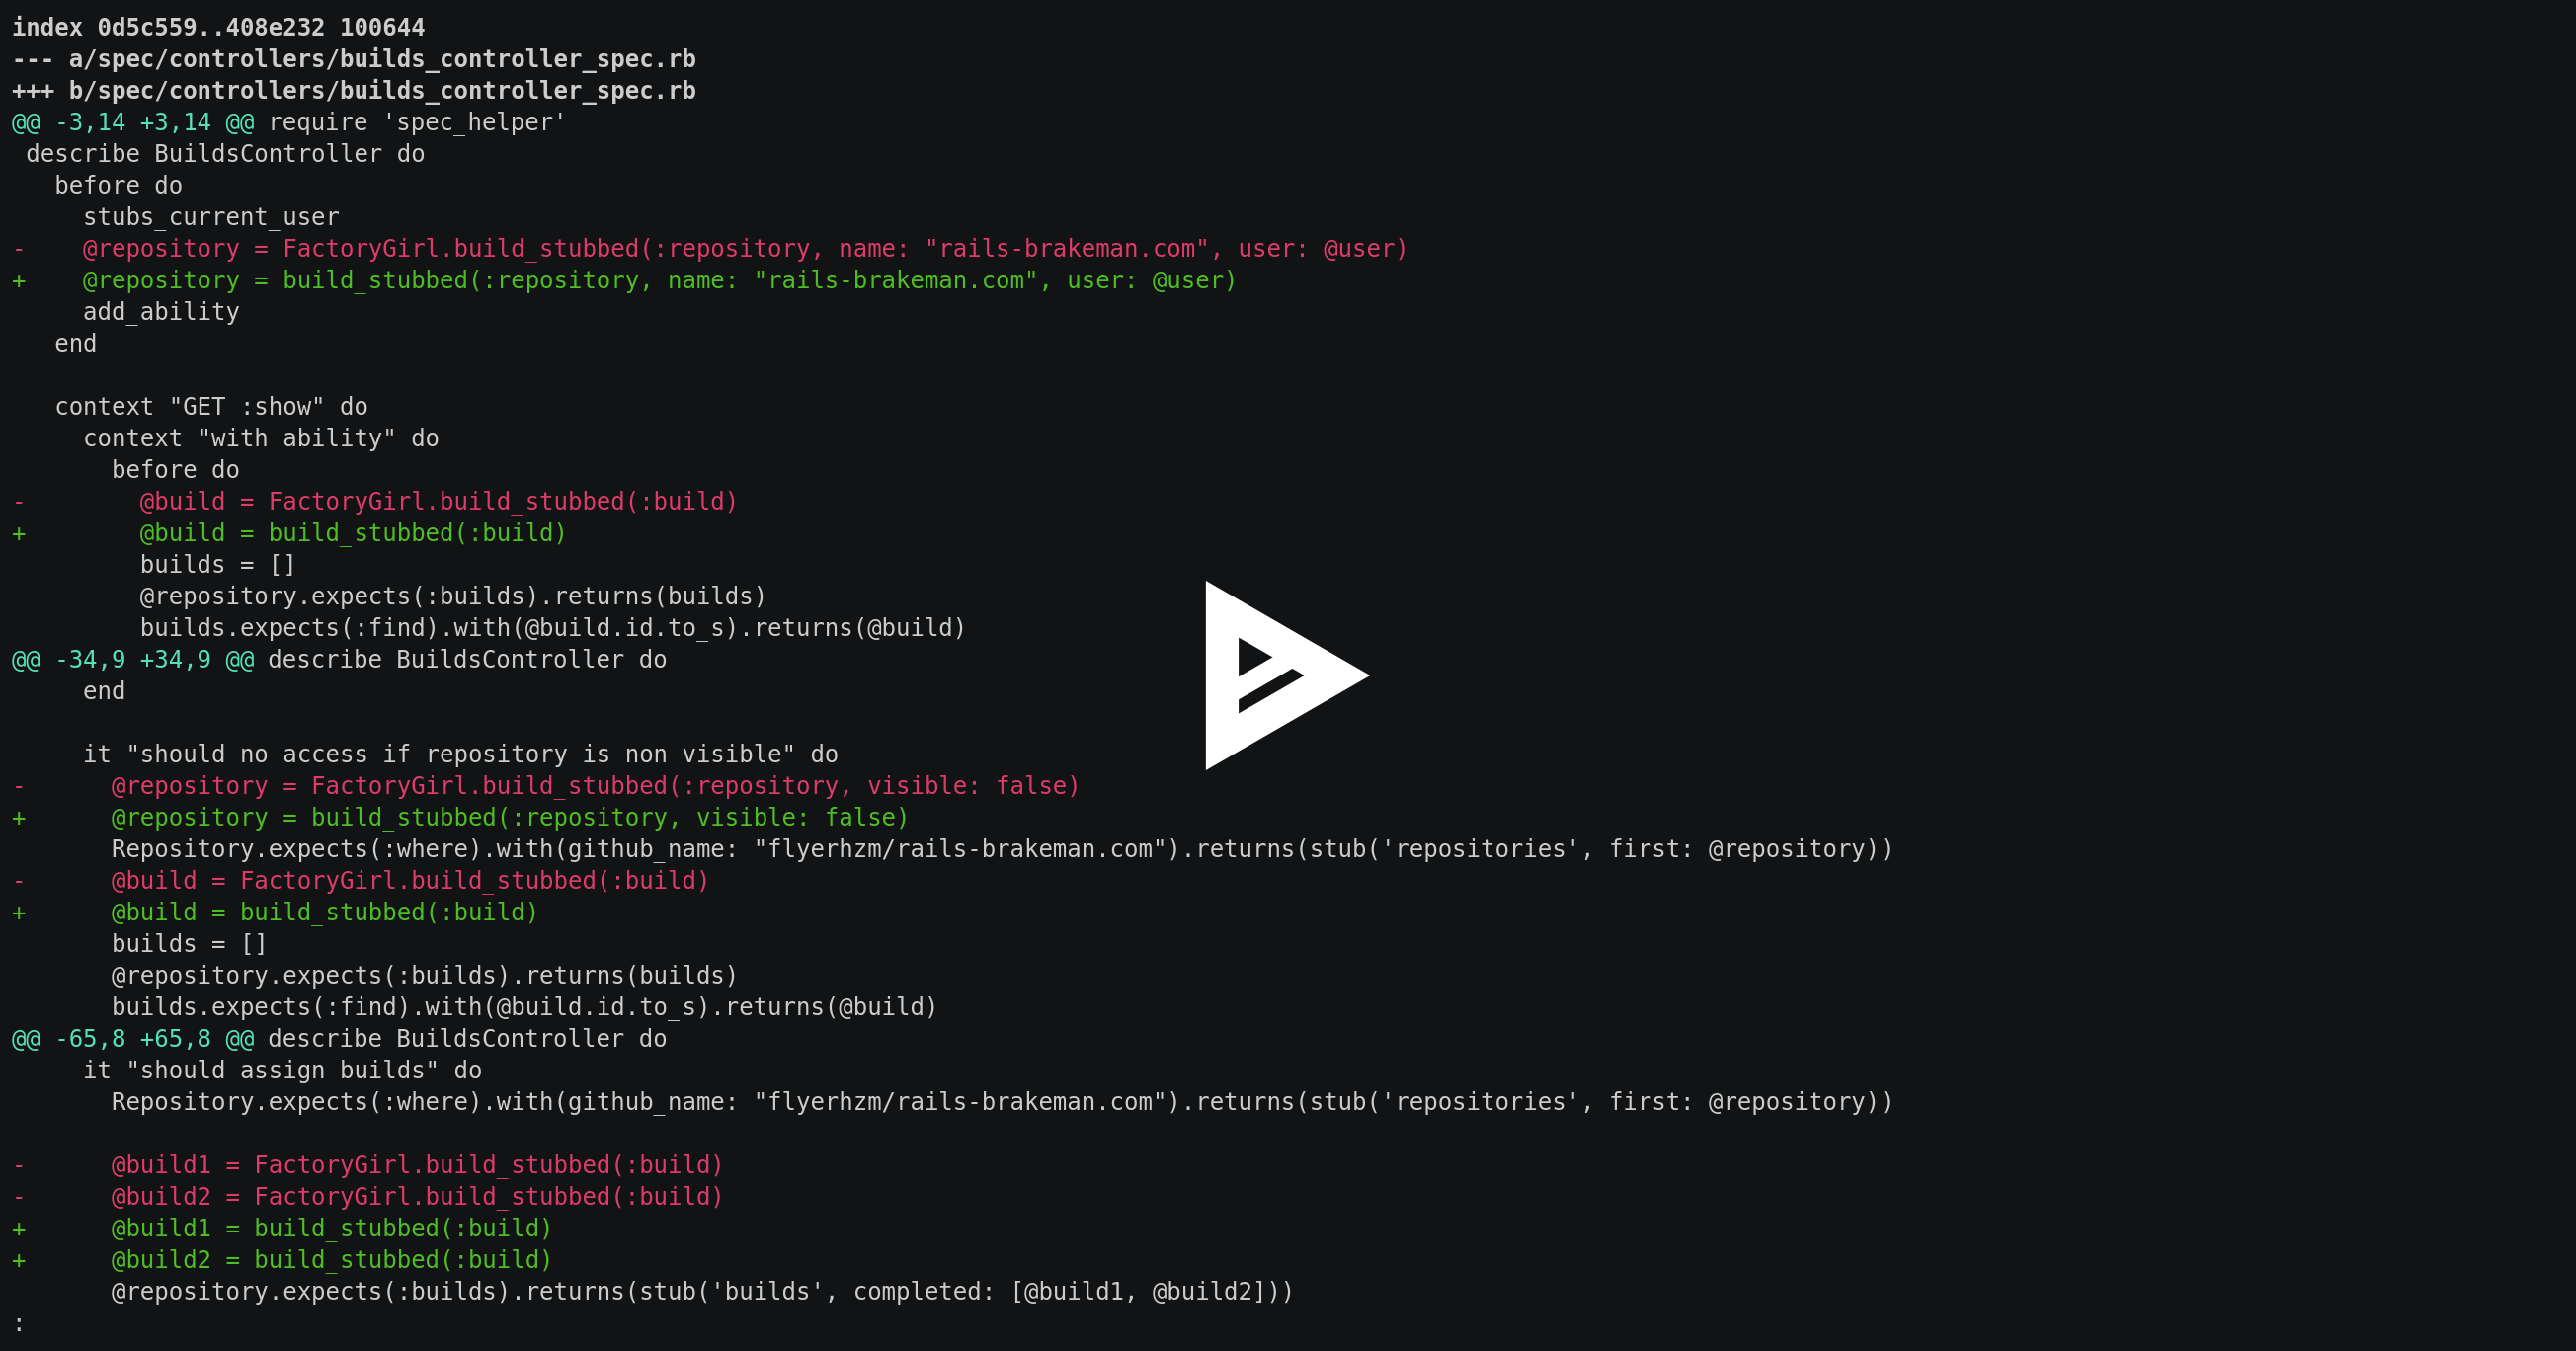 index 0d5c559..408e232 100644
--- a/spec/controllers/builds_controller_spec.rb
+++ b/spec/controllers/builds_controller_spec.rb
@@ -3,14 +3,14 @@ require 'spec_helper'
 describe BuildsController do
   before do
     stubs_current_user
-    @repository = FactoryGirl.build_stubbed(:repository, name: "rails-brakeman.com", user: @user)
+    @repository = build_stubbed(:repository, name: "rails-brakeman.com", user: @user)
     add_ability
   end

   context "GET :show" do
     context "with ability" do
       before do
-        @build = FactoryGirl.build_stubbed(:build)
+        @build = build_stubbed(:build)
         builds = []
         @repository.expects(:builds).returns(builds)
         builds.expects(:find).with(@build.id.to_s).returns(@build)
@@ -34,9 +34,9 @@ describe BuildsController do
     end

     it "should no access if repository is non visible" do
-      @repository = FactoryGirl.build_stubbed(:repository, visible: false)
+      @repository = build_stubbed(:repository, visible: false)
       Repository.expects(:where).with(github_name: "flyerhzm/rails-brakeman.com").returns(stub('repositories', first: @repository))
-      @build = FactoryGirl.build_stubbed(:build)
+      @build = build_stubbed(:build)
       builds = []
       @repository.expects(:builds).returns(builds)
       builds.expects(:find).with(@build.id.to_s).returns(@build)
@@ -65,8 +65,8 @@ describe BuildsController do
     it "should assign builds" do
       Repository.expects(:where).with(github_name: "flyerhzm/rails-brakeman.com").returns(stub('repositories', first: @repository))

-      @build1 = FactoryGirl.build_stubbed(:build)
-      @build2 = FactoryGirl.build_stubbed(:build)
+      @build1 = build_stubbed(:build)
+      @build2 = build_stubbed(:build)
       @repository.expects(:builds).returns(stub('builds', completed: [@build1, @build2]))
: